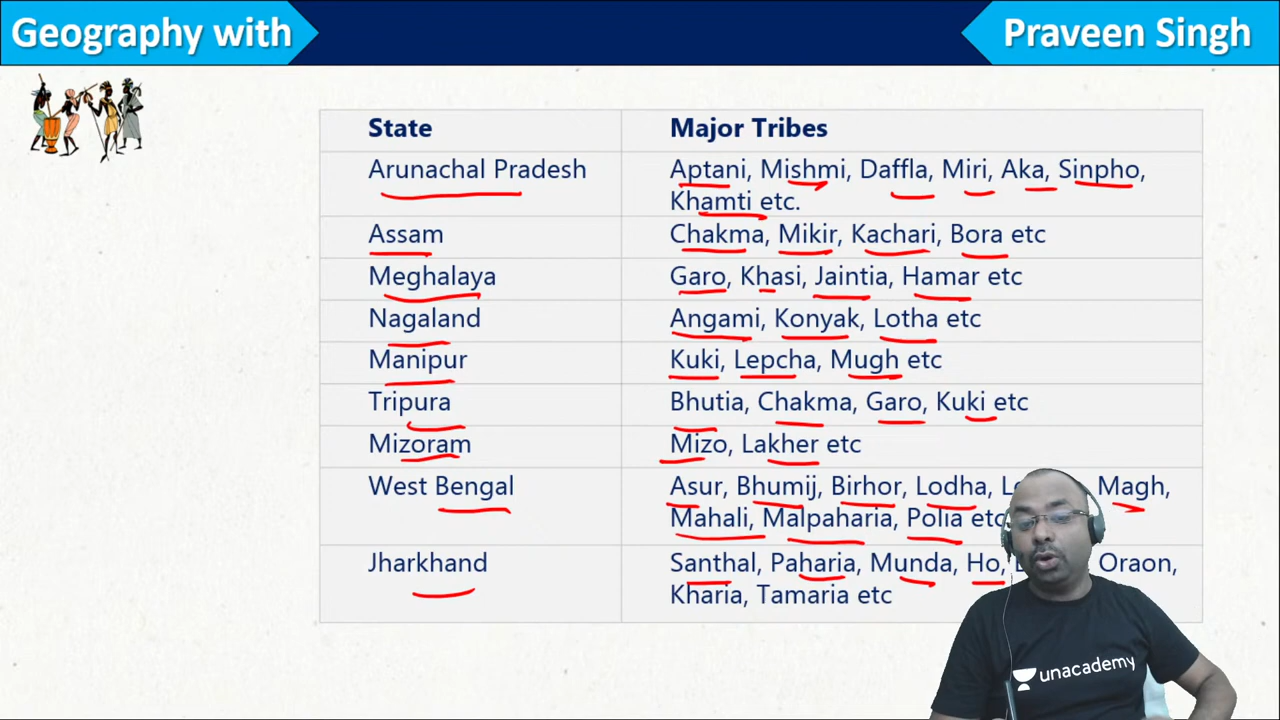 Geography with
Praveen Singh
State
Major Tribes
Arunachal Pradesh
Aptani, Mishmi, Daffla, Miri, Aka, Sinpho,
Khamti etc.
Assam
Chakma, Mikir, Kachari, Bora etc
Meghalaya
Garo, Khasi, Jaintia, Hamar etc
Nagaland
Angami, Konyak, Lotha etc
Manipur
Kuki, Lepcha, Mugh etc
Tripura
Bhutia, Chakma, Garo, Kuki etc
Mizoram
Mizo, Lakher etc
West Bengal
Asur, Bhumij, Birhor, Lodha, Magh,
Mahali, Malpaharia, Polia etc
Jharkhand
Santhal, Paharia, Munda, Ho, Oraon,
Kharia, Tamaria etc
unacademy